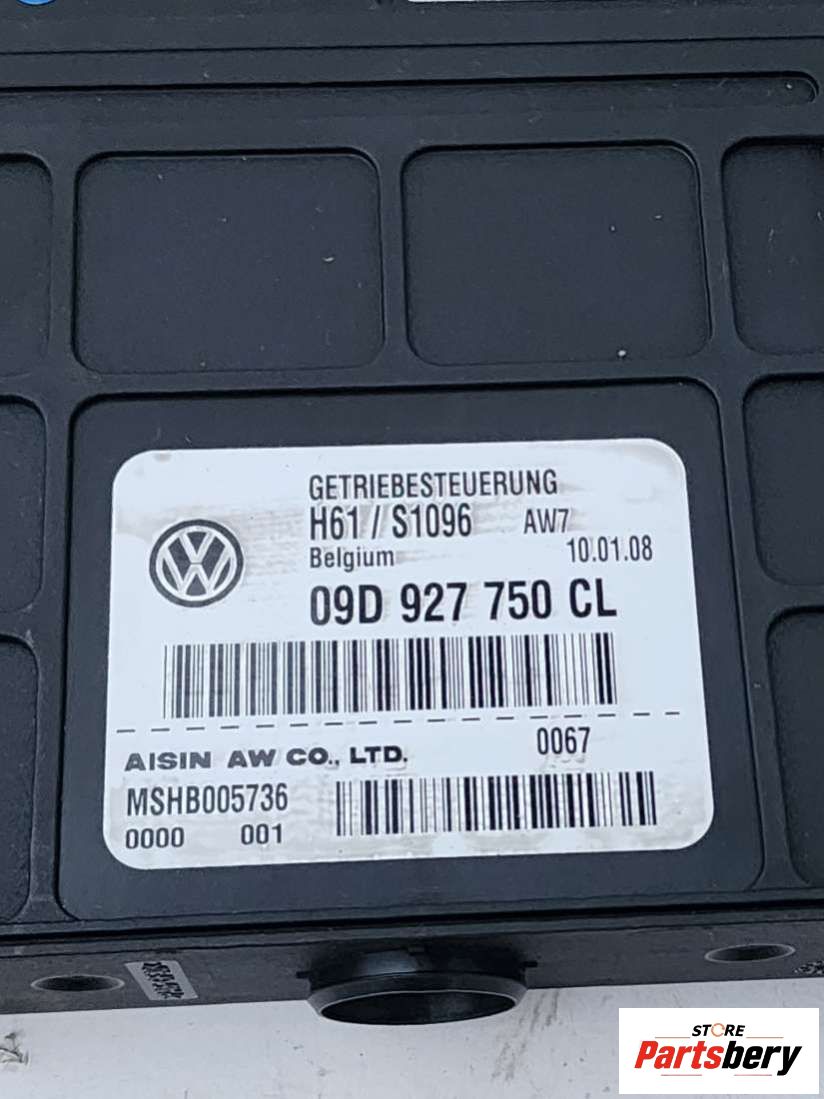 GETRIEBESTEUERUNG
H61 / S1096 AW7
Belgium 10.01.08
09D 927 750 CL
AISIN AW CO., LTD. 0067
MSHB005736
0000 001
STORE
Partsbery